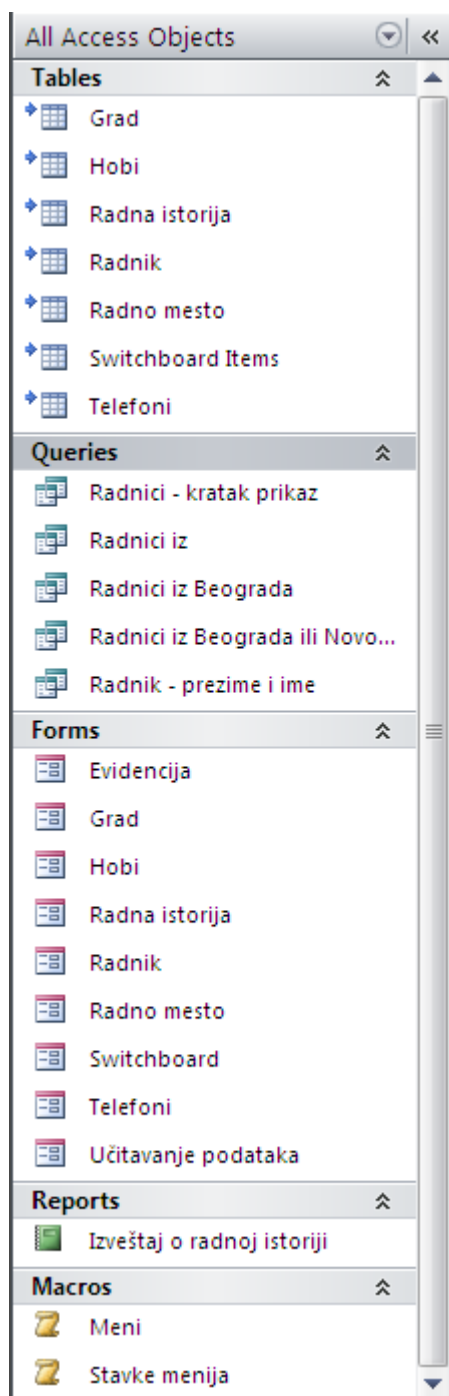 All Access Objects
Tables
Grad
Hobi
Radna istorija
Radnik
Radno mesto
Switchboard Items
Telefoni
Queries
Radnici - kratak prikaz
Radnici iz
Radnici iz Beograda
Radnici iz Beograda ili Novo...
Radnik - prezime i ime
Forms
Evidencija
Grad
Hobi
Radna istorija
Radnik
Radno mesto
Switchboard
Telefoni
Učitavanje podataka
Reports
Izveštaj o radnoj istoriji
Macros
Meni
Stavke menija